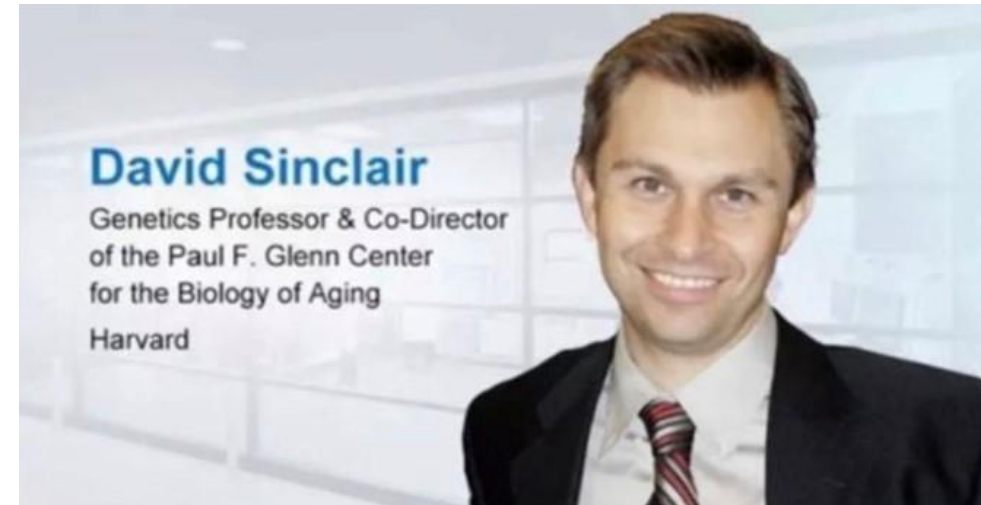 David Sinclair
Genetics Professor & Co-Director
of the Paul F. Glenn Center
for the Biology of Aging
Harvard